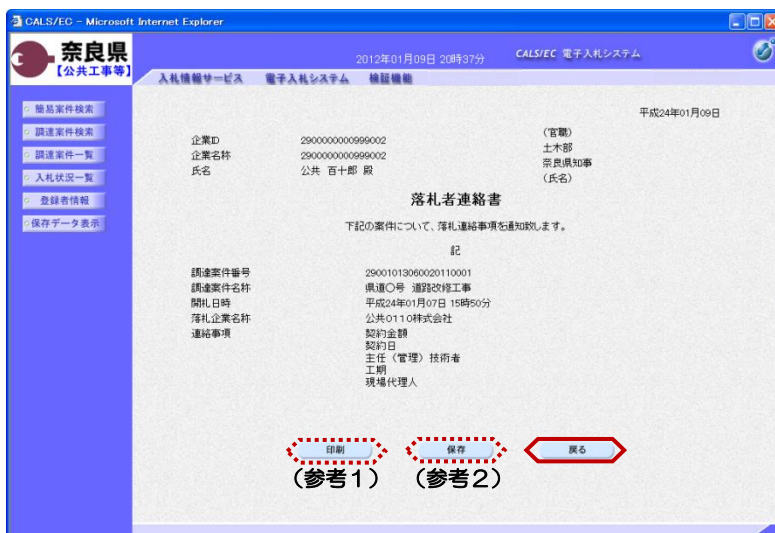 CALS/EC - Microsoft Internet Explorer
奈良県
【公共工事等】
2012年01月09日 20時37分
CALS/EC 電子入札システム
入札情報サービス 電子入札システム 検証機能
簡易案件検索
調達案件検索
調達案件一覧
入札状況一覧
登録者情報
保存データ表示
平成24年01月09日
企業ID 2900000000999002
企業名称 2900000000999002
氏名 公共 百十郎 殿
(官職)
土木部
奈良県知事
(氏名)
落札者連絡書
下記の案件について、落札連絡事項を通知致します。
記
調達案件番号 29001013060020110001
調達案件名称 県道○号 道路改修工事
開札日時 平成24年01月07日 15時50分
落札企業名称 公共0110株式会社
連絡事項 契約金額
契約日
主任(管理)技術者
工期
現場代理人
印刷 保存 戻る
(参考1) (参考2)